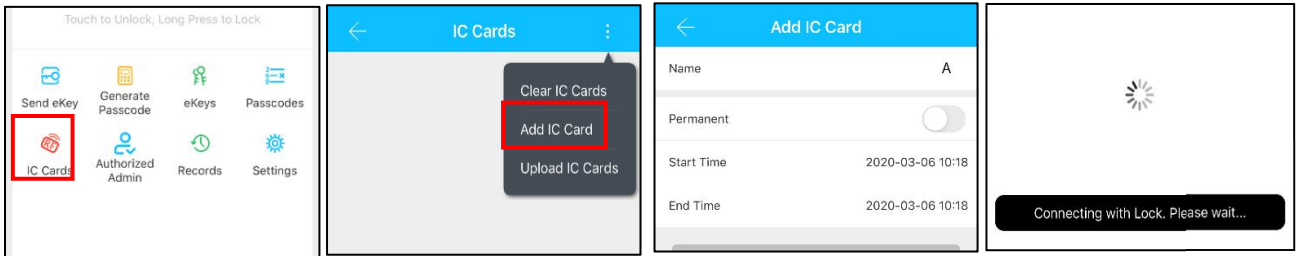 Touch to Unlock, Long Press to Lock
Send eKey
Generate
Passcode
eKeys
Passcodes
RF
IC Cards
Authorized
Admin
Records
Settings
IC Cards
Clear IC Cards
Add IC Card
Upload IC Cards
Add IC Card
Name A
Permanent
Start Time 2020-03-06 10:18
End Time 2020-03-06 10:18
Connecting with Lock. Please wait...